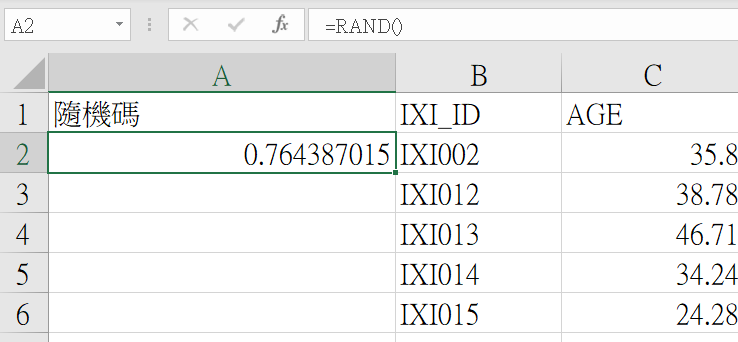 A2 fx =RAND()
A B C
1 隨機碼 IXI_ID AGE
2 0.764387015 IXI002 35.8
3 IXI012 38.78
4 IXI013 46.71
5 IXI014 34.24
6 IXI015 24.28